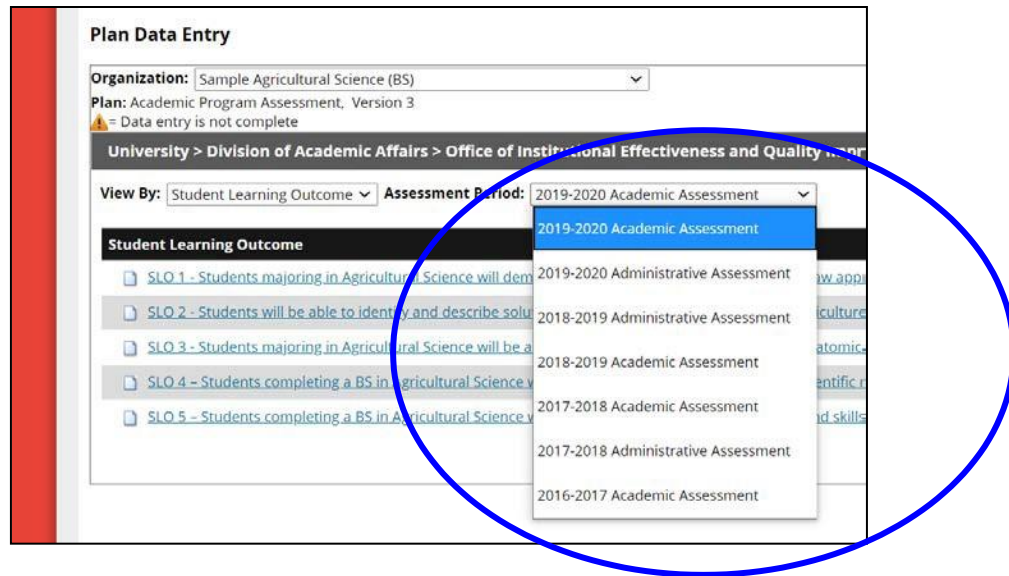 Plan Data Entry
Organization: Sample Agricultural Science (BS)
Plan: Academic Program Assessment, Version 3
= Data entry is not complete
University > Division of Academic Affairs > Office of Institutional Effectiveness and Quality
View By: Student Learning Outcome Assessment Period: 2019-2020 Academic Assessment
Student Learning Outcome
SLO 1 - Students majoring in Agricultural Science will
SLO 2 - Students will be able to identify and describe
SLO 3 - Students majoring in Agricultural Science will be
SLO 4 – Students completing a BS in Agricultural Science
SLO 5 – Students completing a BS in Agricultural Science
2019-2020 Academic Assessment
2019-2020 Administrative Assessment
2018-2019 Administrative Assessment
2018-2019 Academic Assessment
2017-2018 Academic Assessment
2017-2018 Administrative Assessment
2016-2017 Academic Assessment